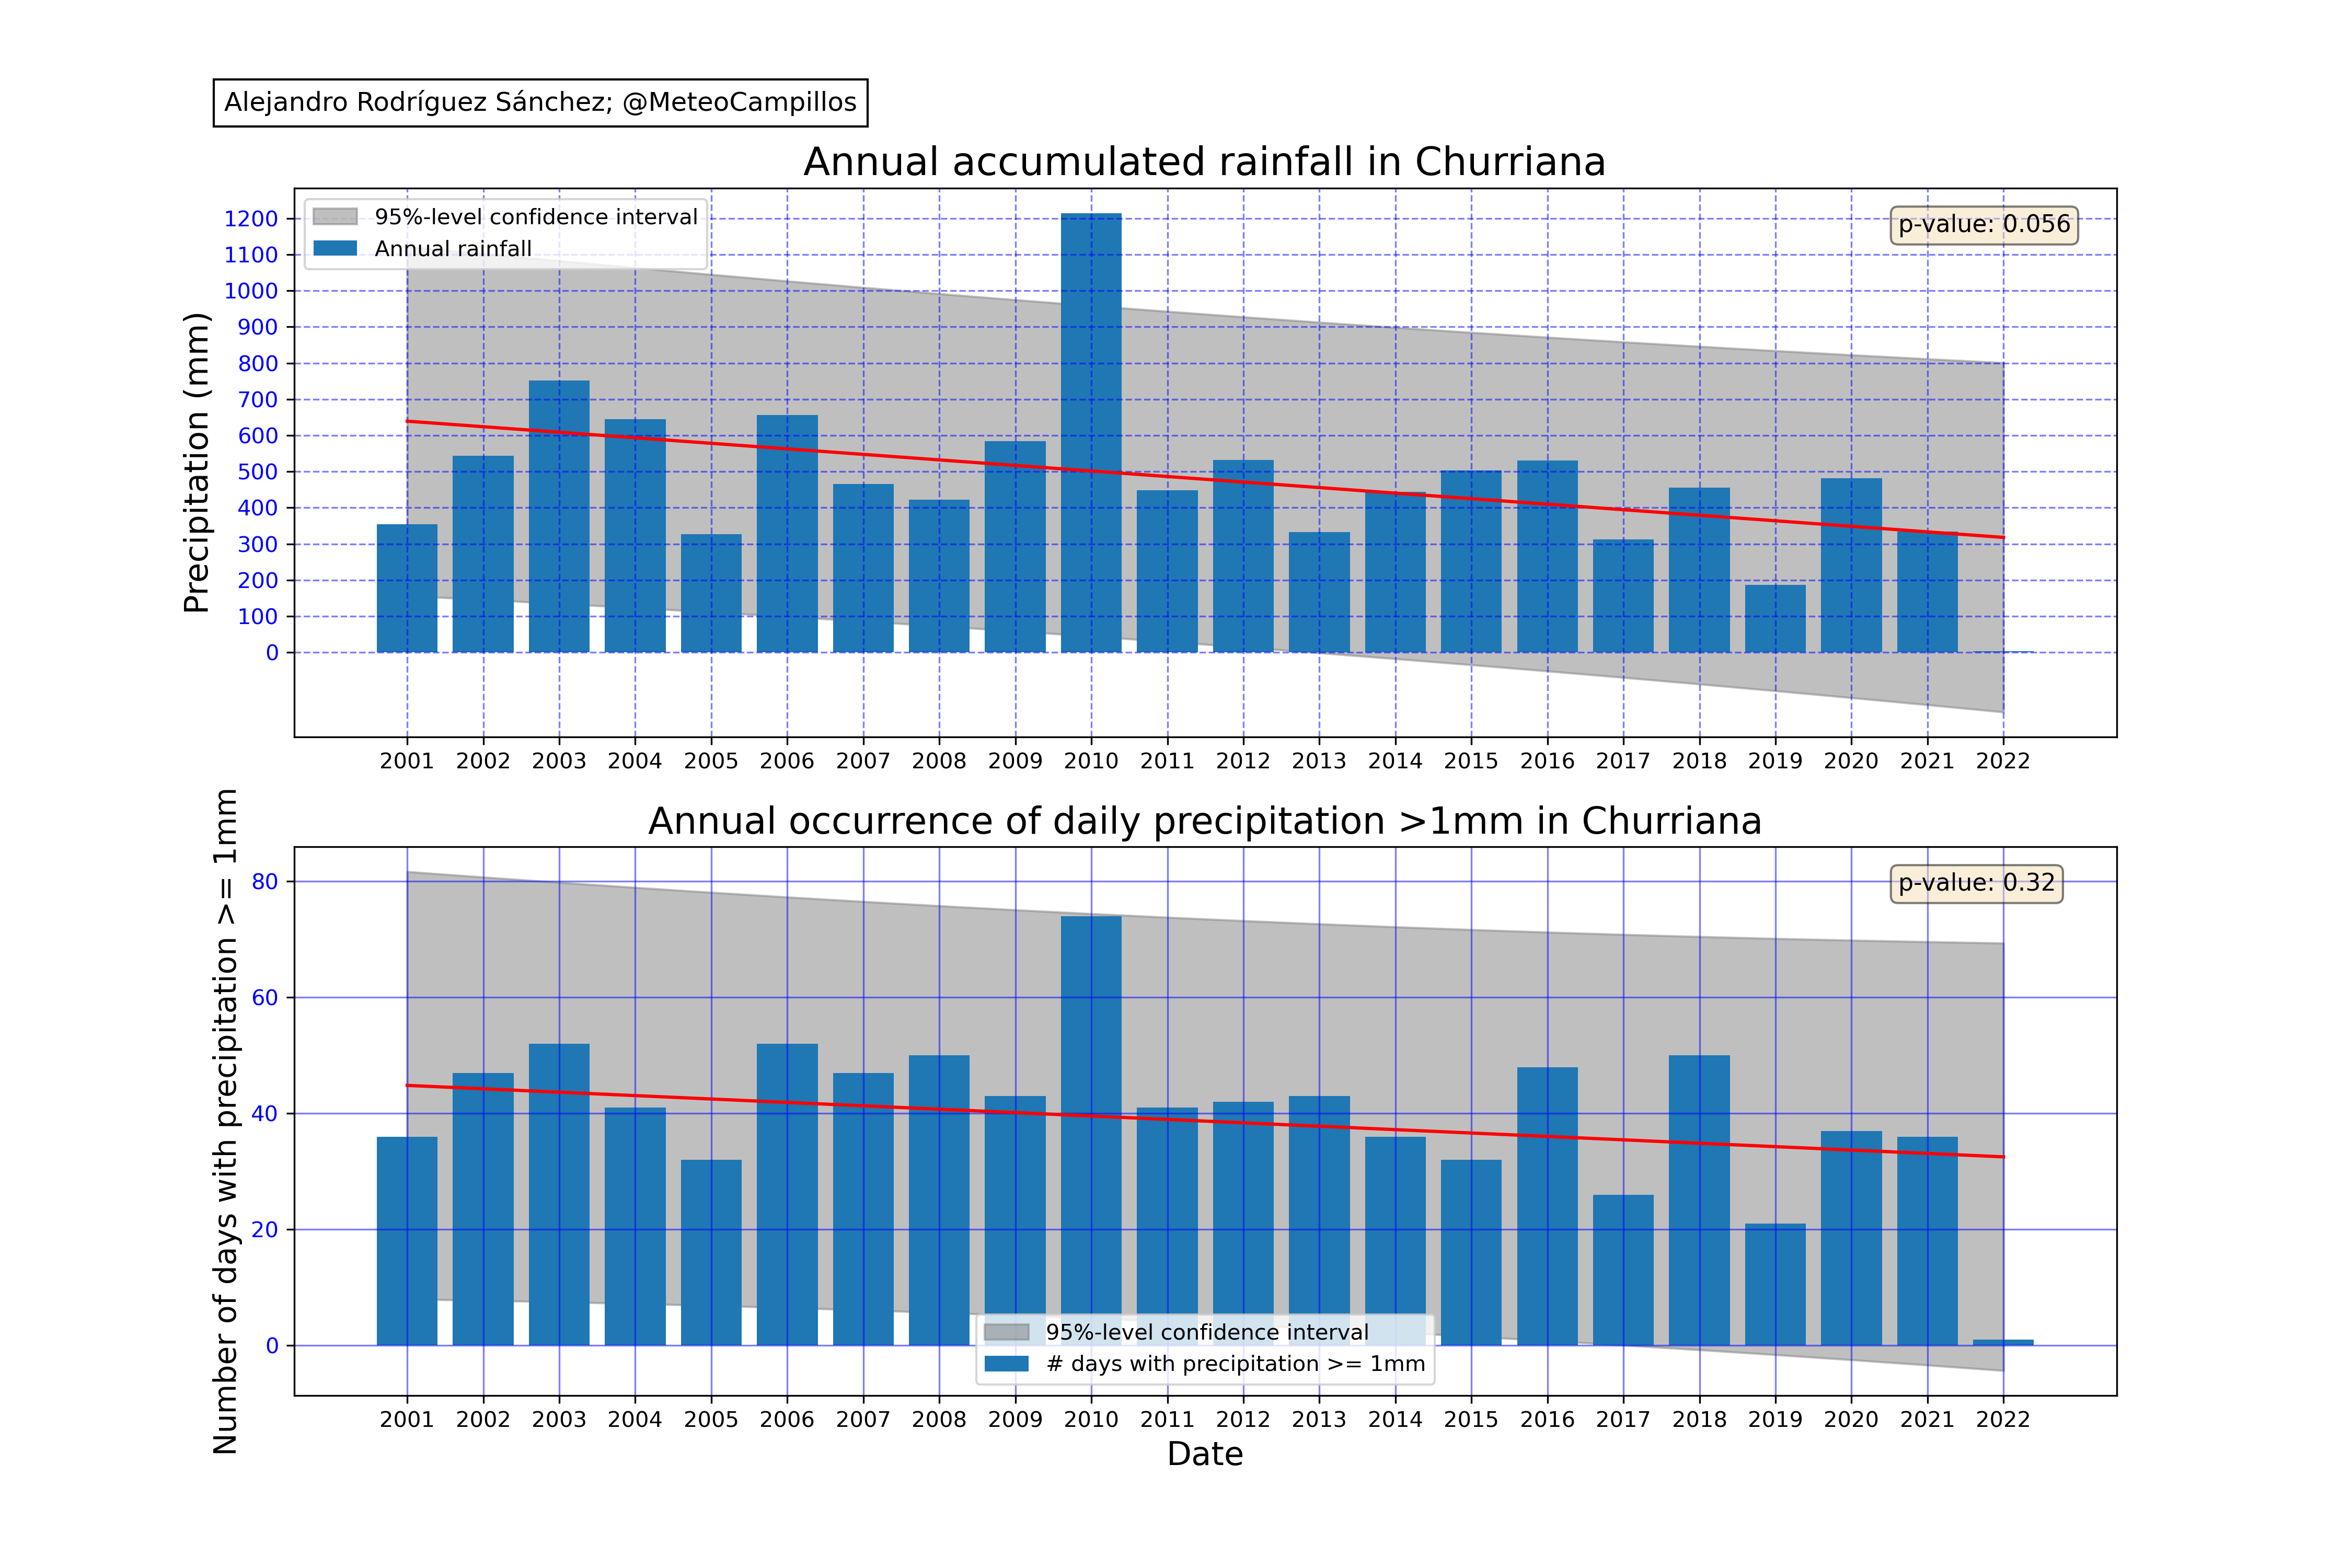 Alejandro Rodríguez Sánchez; @MeteoCampillos
Annual accumulated rainfall in Churriana
95%-level confidence interval
Annual rainfall
p-value: 0.056
Precipitation (mm)
1200
1100
1000
900
800
700
600
500
400
300
200
100
0
2001 2002 2003 2004 2005 2006 2007 2008 2009 2010 2011 2012 2013 2014 2015 2016 2017 2018 2019 2020 2021 2022
Annual occurrence of daily precipitation >1mm in Churriana
p-value: 0.32
Number of days with precipitation >= 1mm
80
60
40
20
0
95%-level confidence interval
# days with precipitation >= 1mm
2001 2002 2003 2004 2005 2006 2007 2008 2009 2010 2011 2012 2013 2014 2015 2016 2017 2018 2019 2020 2021 2022
Date